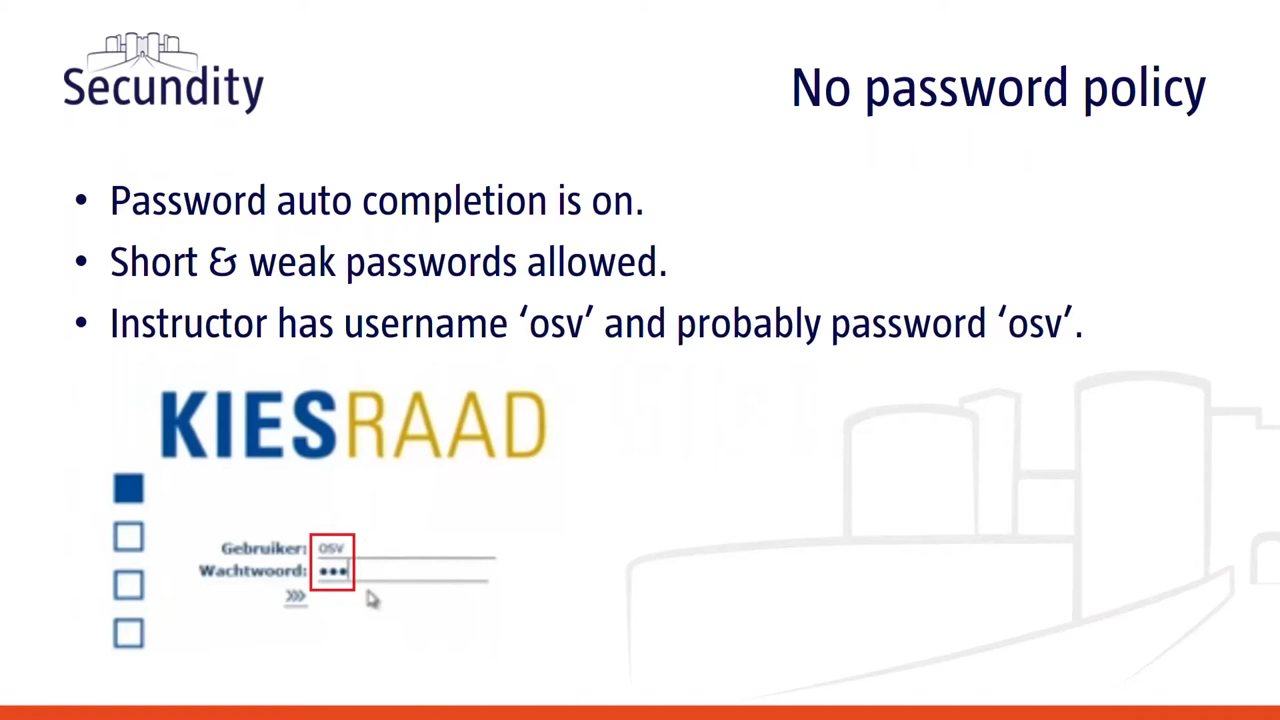 Secundity
No password policy
• Password auto completion is on.
• Short & weak passwords allowed.
• Instructor has username ‘osv’ and probably password ‘osv’.
KIESRAAD
Gebruiker: osv
Wachtwoord: •••
»»